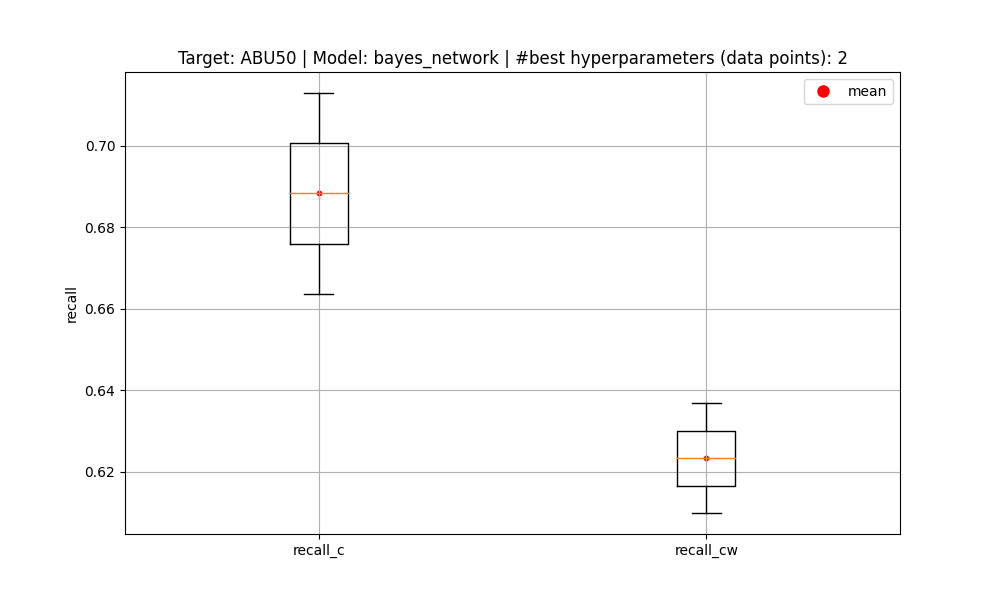 Target: ABU50 | Model: bayes_network | #best hyperparameters (data points): 2
mean
0.70
0.68
0.66
0.64
0.62
recall
recall_c
recall_cw